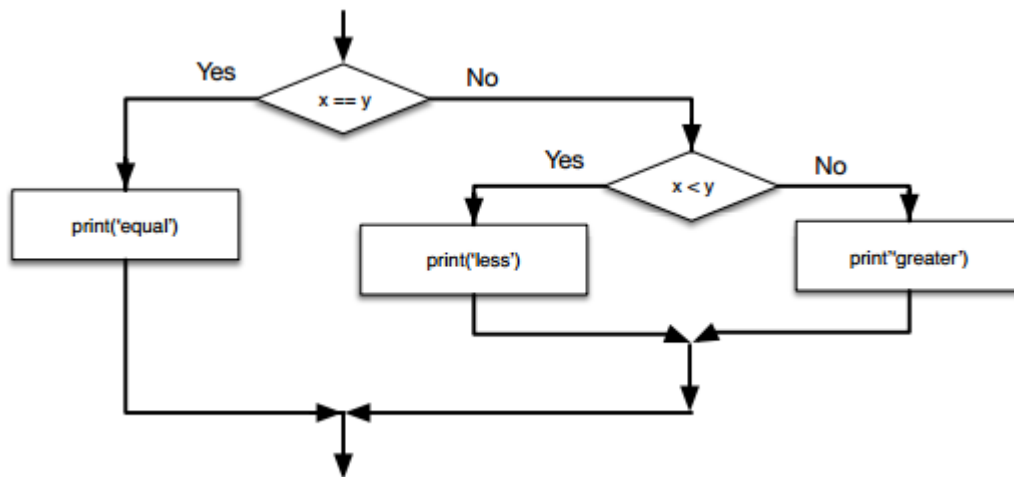 Yes
x == y
No
Yes
x < y
No
print(‘equal’)
print(‘less’)
print‘‘greater’)